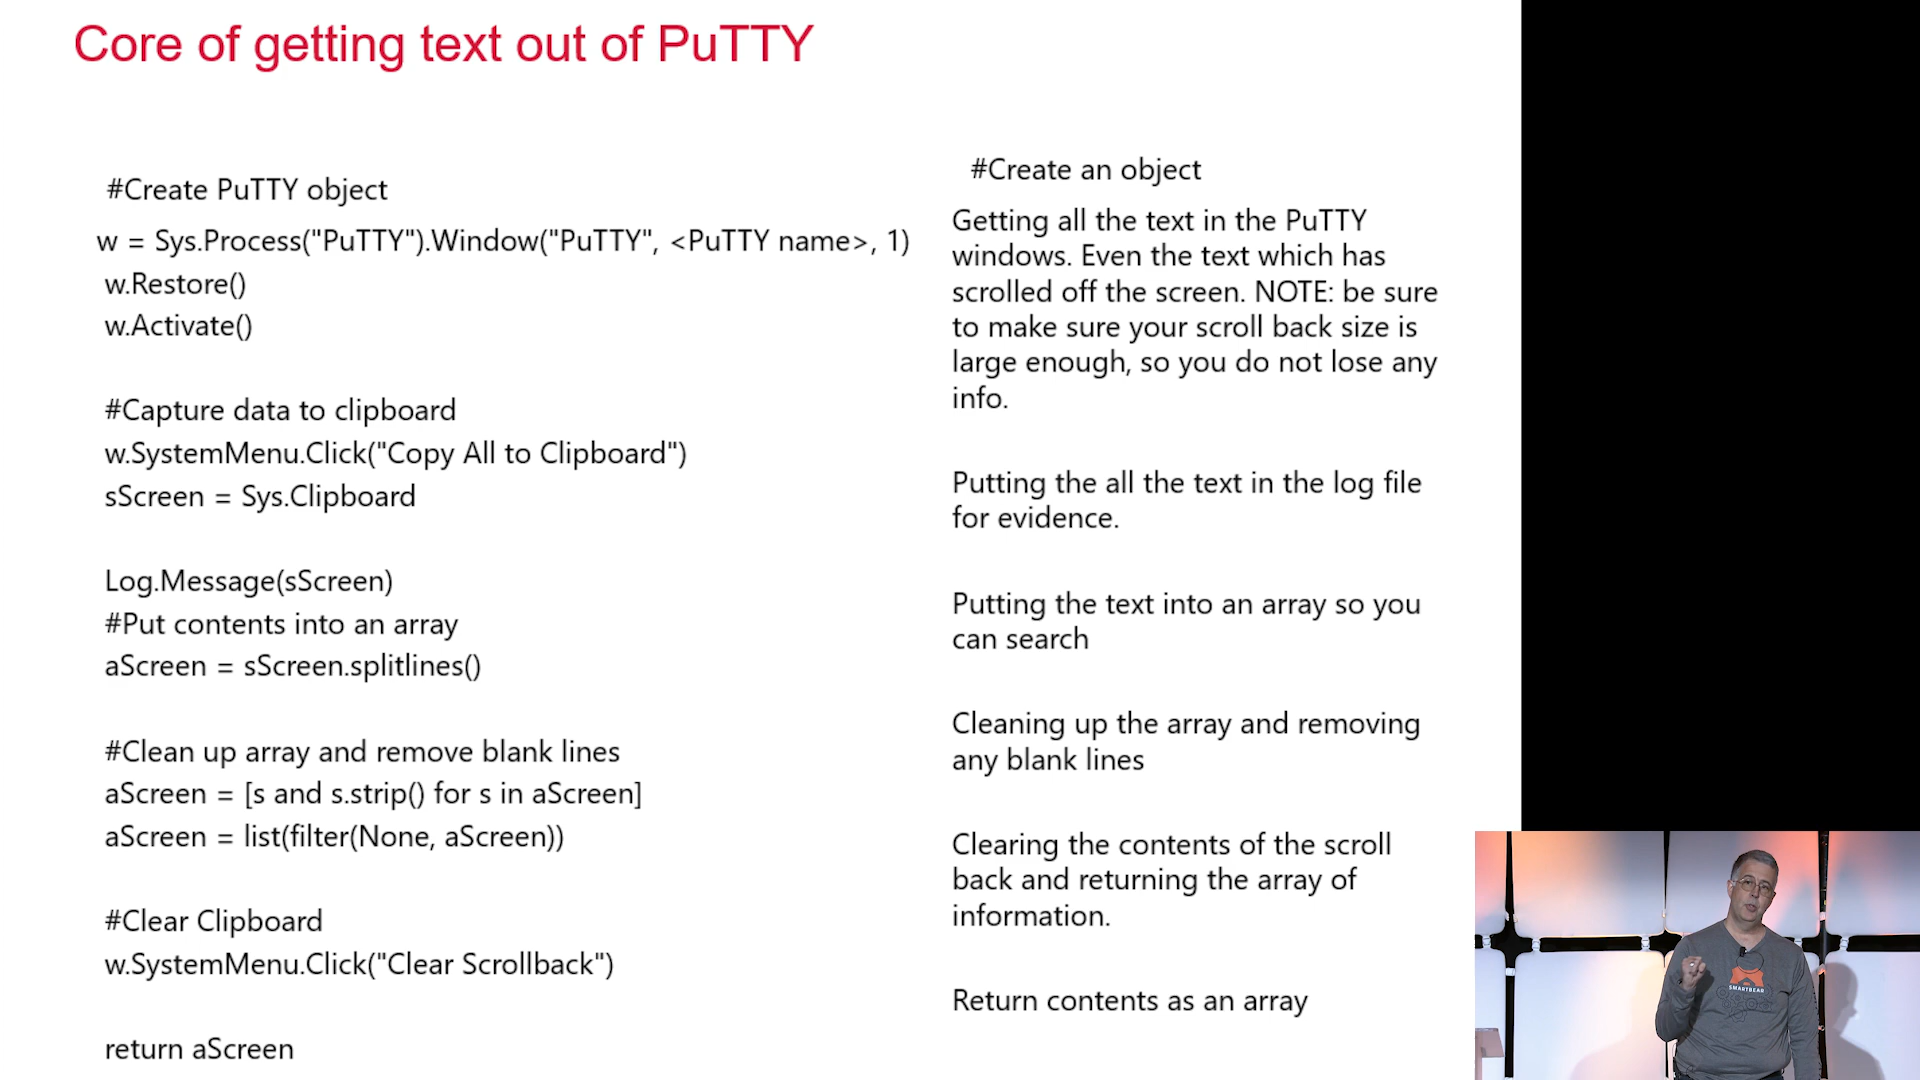 Core of getting text out of PuTTY
#Create PuTTY object
w = Sys.Process("PuTTY").Window("PuTTY", <PuTTY name>, 1)
w.Restore()
w.Activate()
#Capture data to clipboard
w.SystemMenu.Click("Copy All to Clipboard")
sScreen = Sys.Clipboard
Log.Message(sScreen)
#Put contents into an array
aScreen = sScreen.splitlines()
#Clean up array and remove blank lines
aScreen = [s and s.strip() for s in aScreen]
aScreen = list(filter(None, aScreen))
#Clear Clipboard
w.SystemMenu.Click("Clear Scrollback")
return aScreen
#Create an object
Getting all the text in the PuTTY
windows. Even the text which has
scrolled off the screen. NOTE: be sure
to make sure your scroll back size is
large enough, so you do not lose any
info.
Putting the all the text in the log file
for evidence.
Putting the text into an array so you
can search
Cleaning up the array and removing
any blank lines
Clearing the contents of the scroll
back and returning the array of
information.
Return contents as an array
SMARTBEAR